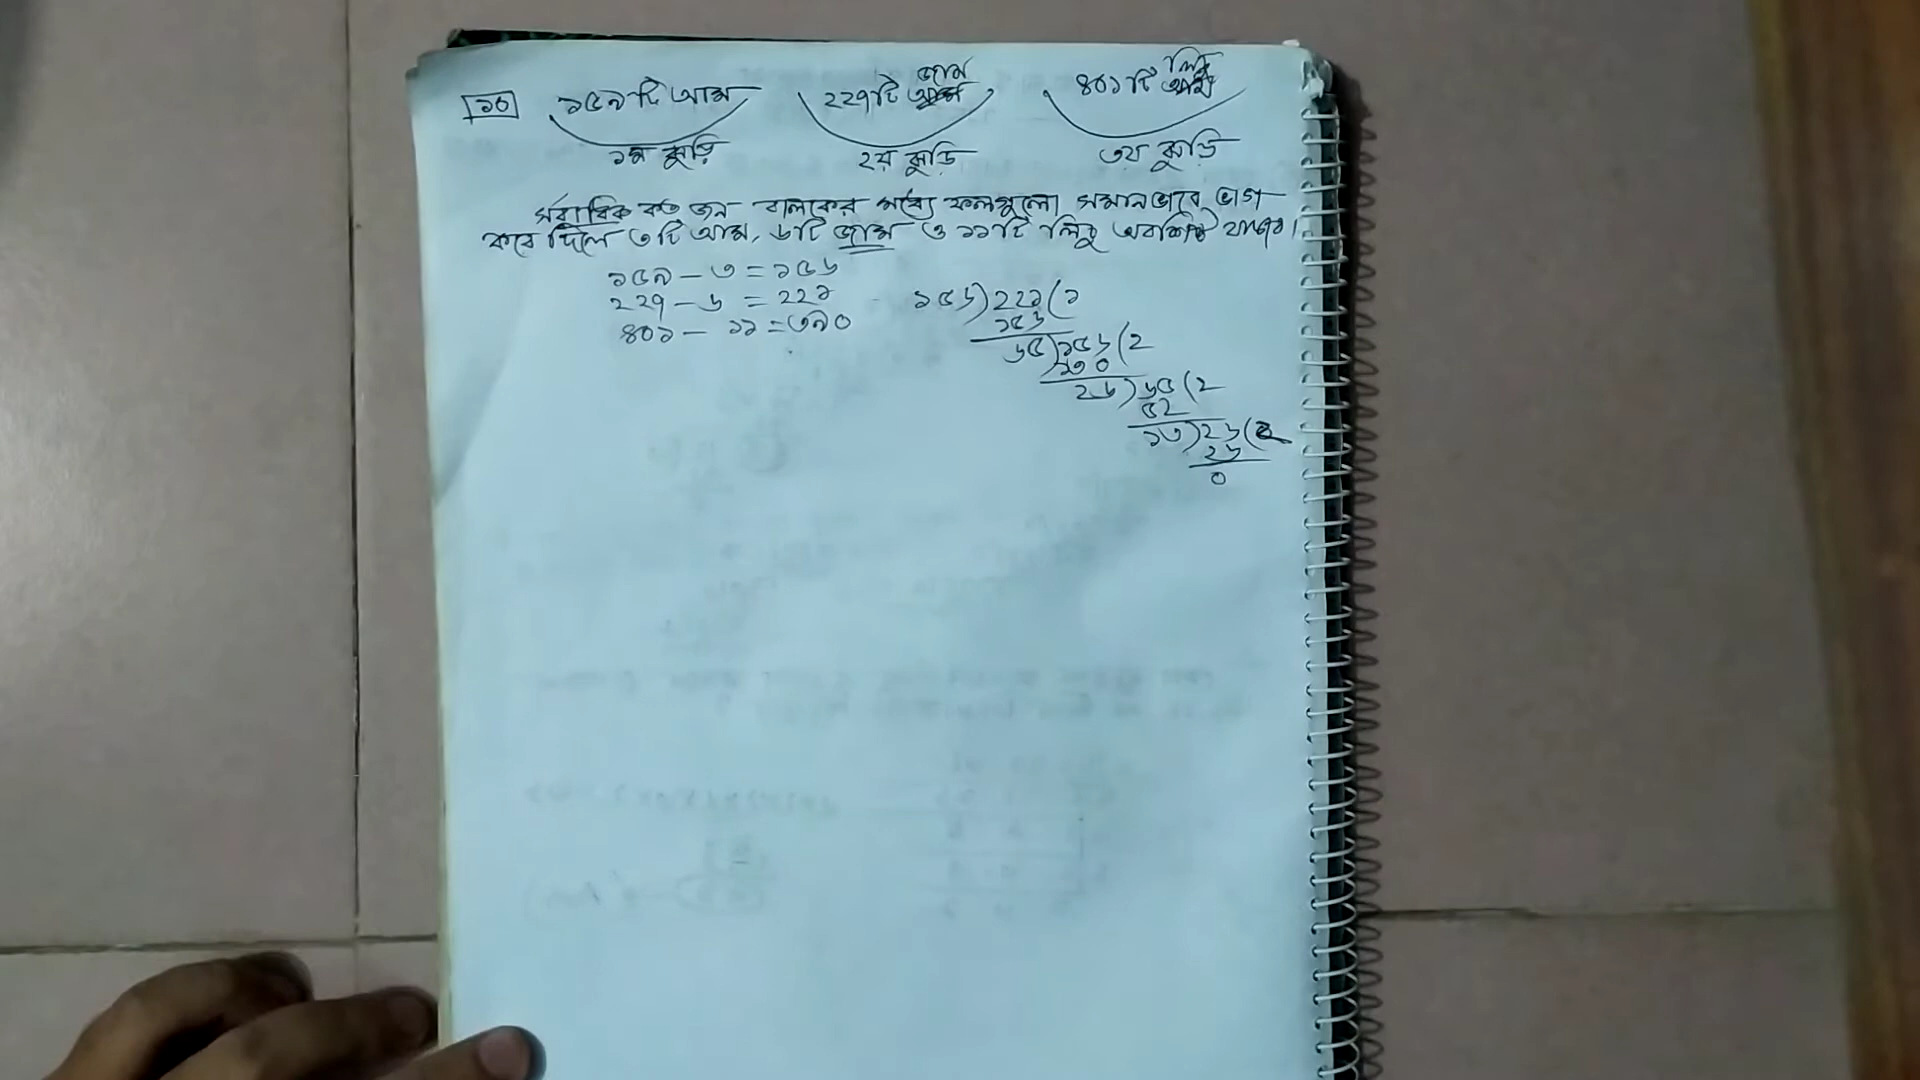 ১০ ১৫৯টি আম ২২৭টি জাম ৪০১টি লিচু
১ম ঝুড়ি ২য় ঝুড়ি ৩য় ঝুড়ি
সর্বাধিক কত জন বালকের মধ্যে ফলগুলো সমানভাবে ভাগ
করে দিলে ৩টি আম, ৬টি জাম ও ১১টি লিচু অবশিষ্ট থাকবে।
১৫৯ – ৩ = ১৫৬
২২৭ – ৬ = ২২১
৪০১ – ১১ = ৩৯০
১৫৬)২২১(১
১৫৬
৬৫)১৫৬(২
১৩০
২৬)৬৫(২
৫২
১৩)২৬(২
২৬
০